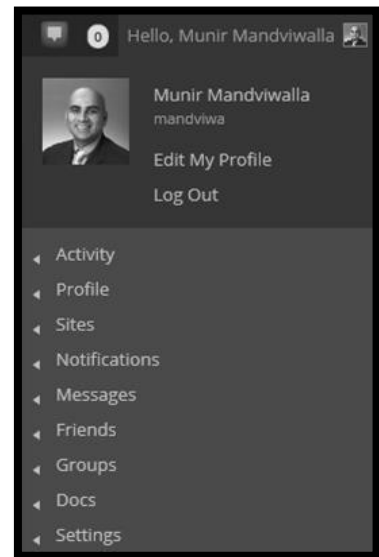 0 Hello, Munir Mandviwalla
Munir Mandviwalla
mandviwa
Edit My Profile
Log Out
Activity
Profile
Sites
Notifications
Messages
Friends
Groups
Docs
Settings